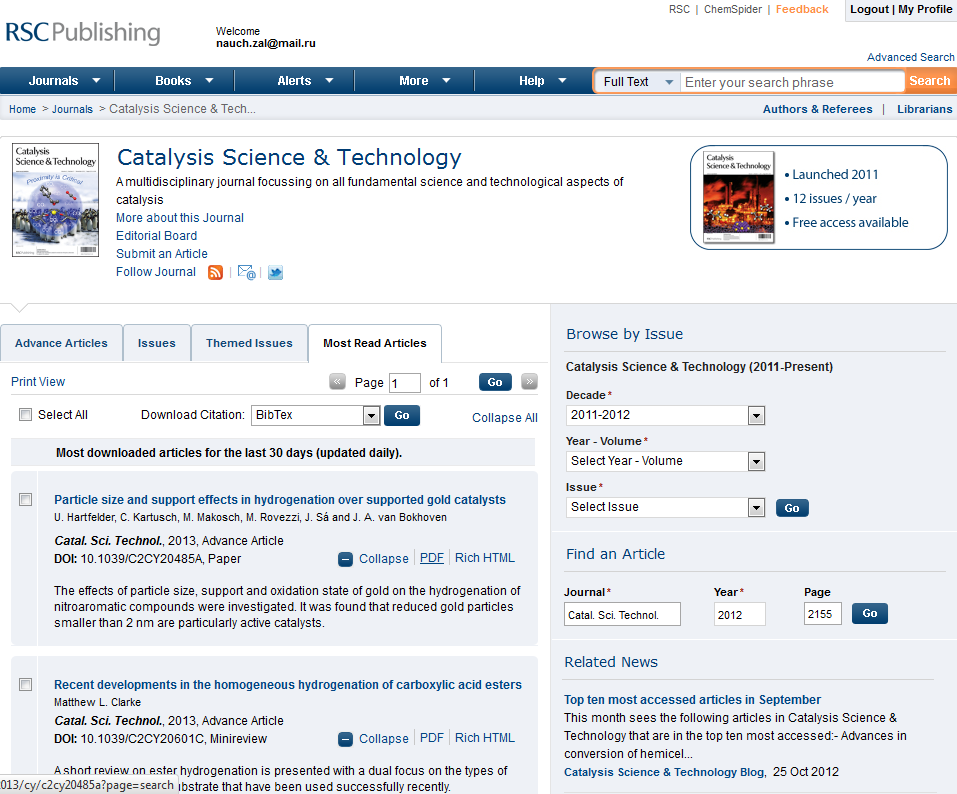 RSC | ChemSpider | Feedback
Logout | My Profile
RSCPublishing
Welcome
nauch.zal@mail.ru
Advanced Search
Journals Books Alerts More Help
Full Text Enter your search phrase Search
Home > Journals > Catalysis Science & Tech...
Authors & Referees | Librarians
Catalysis
Science & Technology
Proximity is Critical
Catalysis Science & Technology
A multidisciplinary journal focussing on all fundamental science and technological aspects of
catalysis
More about this Journal
Editorial Board
Submit an Article
Follow Journal
Catalysis
Science & Technology
• Launched 2011
• 12 issues / year
• Free access available
Advance Articles Issues Themed Issues Most Read Articles
Print View
« Page 1 of 1 Go »
Select All Download Citation: BibTex Go Collapse All
Most downloaded articles for the last 30 days (updated daily).
Particle size and support effects in hydrogenation over supported gold catalysts
U. Hartfelder, C. Kartusch, M. Makosch, M. Rovezzi, J. Sá and J. A. van Bokhoven
Catal. Sci. Technol., 2013, Advance Article
DOI: 10.1039/C2CY20485A, Paper
Collapse PDF Rich HTML
The effects of particle size, support and oxidation state of gold on the hydrogenation of
nitroaromatic compounds were investigated. It was found that reduced gold particles
smaller than 2 nm are particularly active catalysts.
Recent developments in the homogeneous hydrogenation of carboxylic acid esters
Matthew L. Clarke
Catal. Sci. Technol., 2013, Advance Article
DOI: 10.1039/C2CY20601C, Minireview
Collapse PDF Rich HTML
A short review on ester hydrogenation is presented with a dual focus on the types of
ubstrate that have been used successfully recently.
013/cy/c2cy20485a?page=search
Browse by Issue
Catalysis Science & Technology (2011-Present)
Decade*
2011-2012
Year - Volume*
Select Year - Volume
Issue*
Select Issue Go
Find an Article
Journal* Year* Page
Catal. Sci. Technol. 2012 2155 Go
Related News
Top ten most accessed articles in September
This month sees the following articles in Catalysis Science &
Technology that are in the top ten most accessed:- Advances in
conversion of hemicel...
Catalysis Science & Technology Blog, 25 Oct 2012